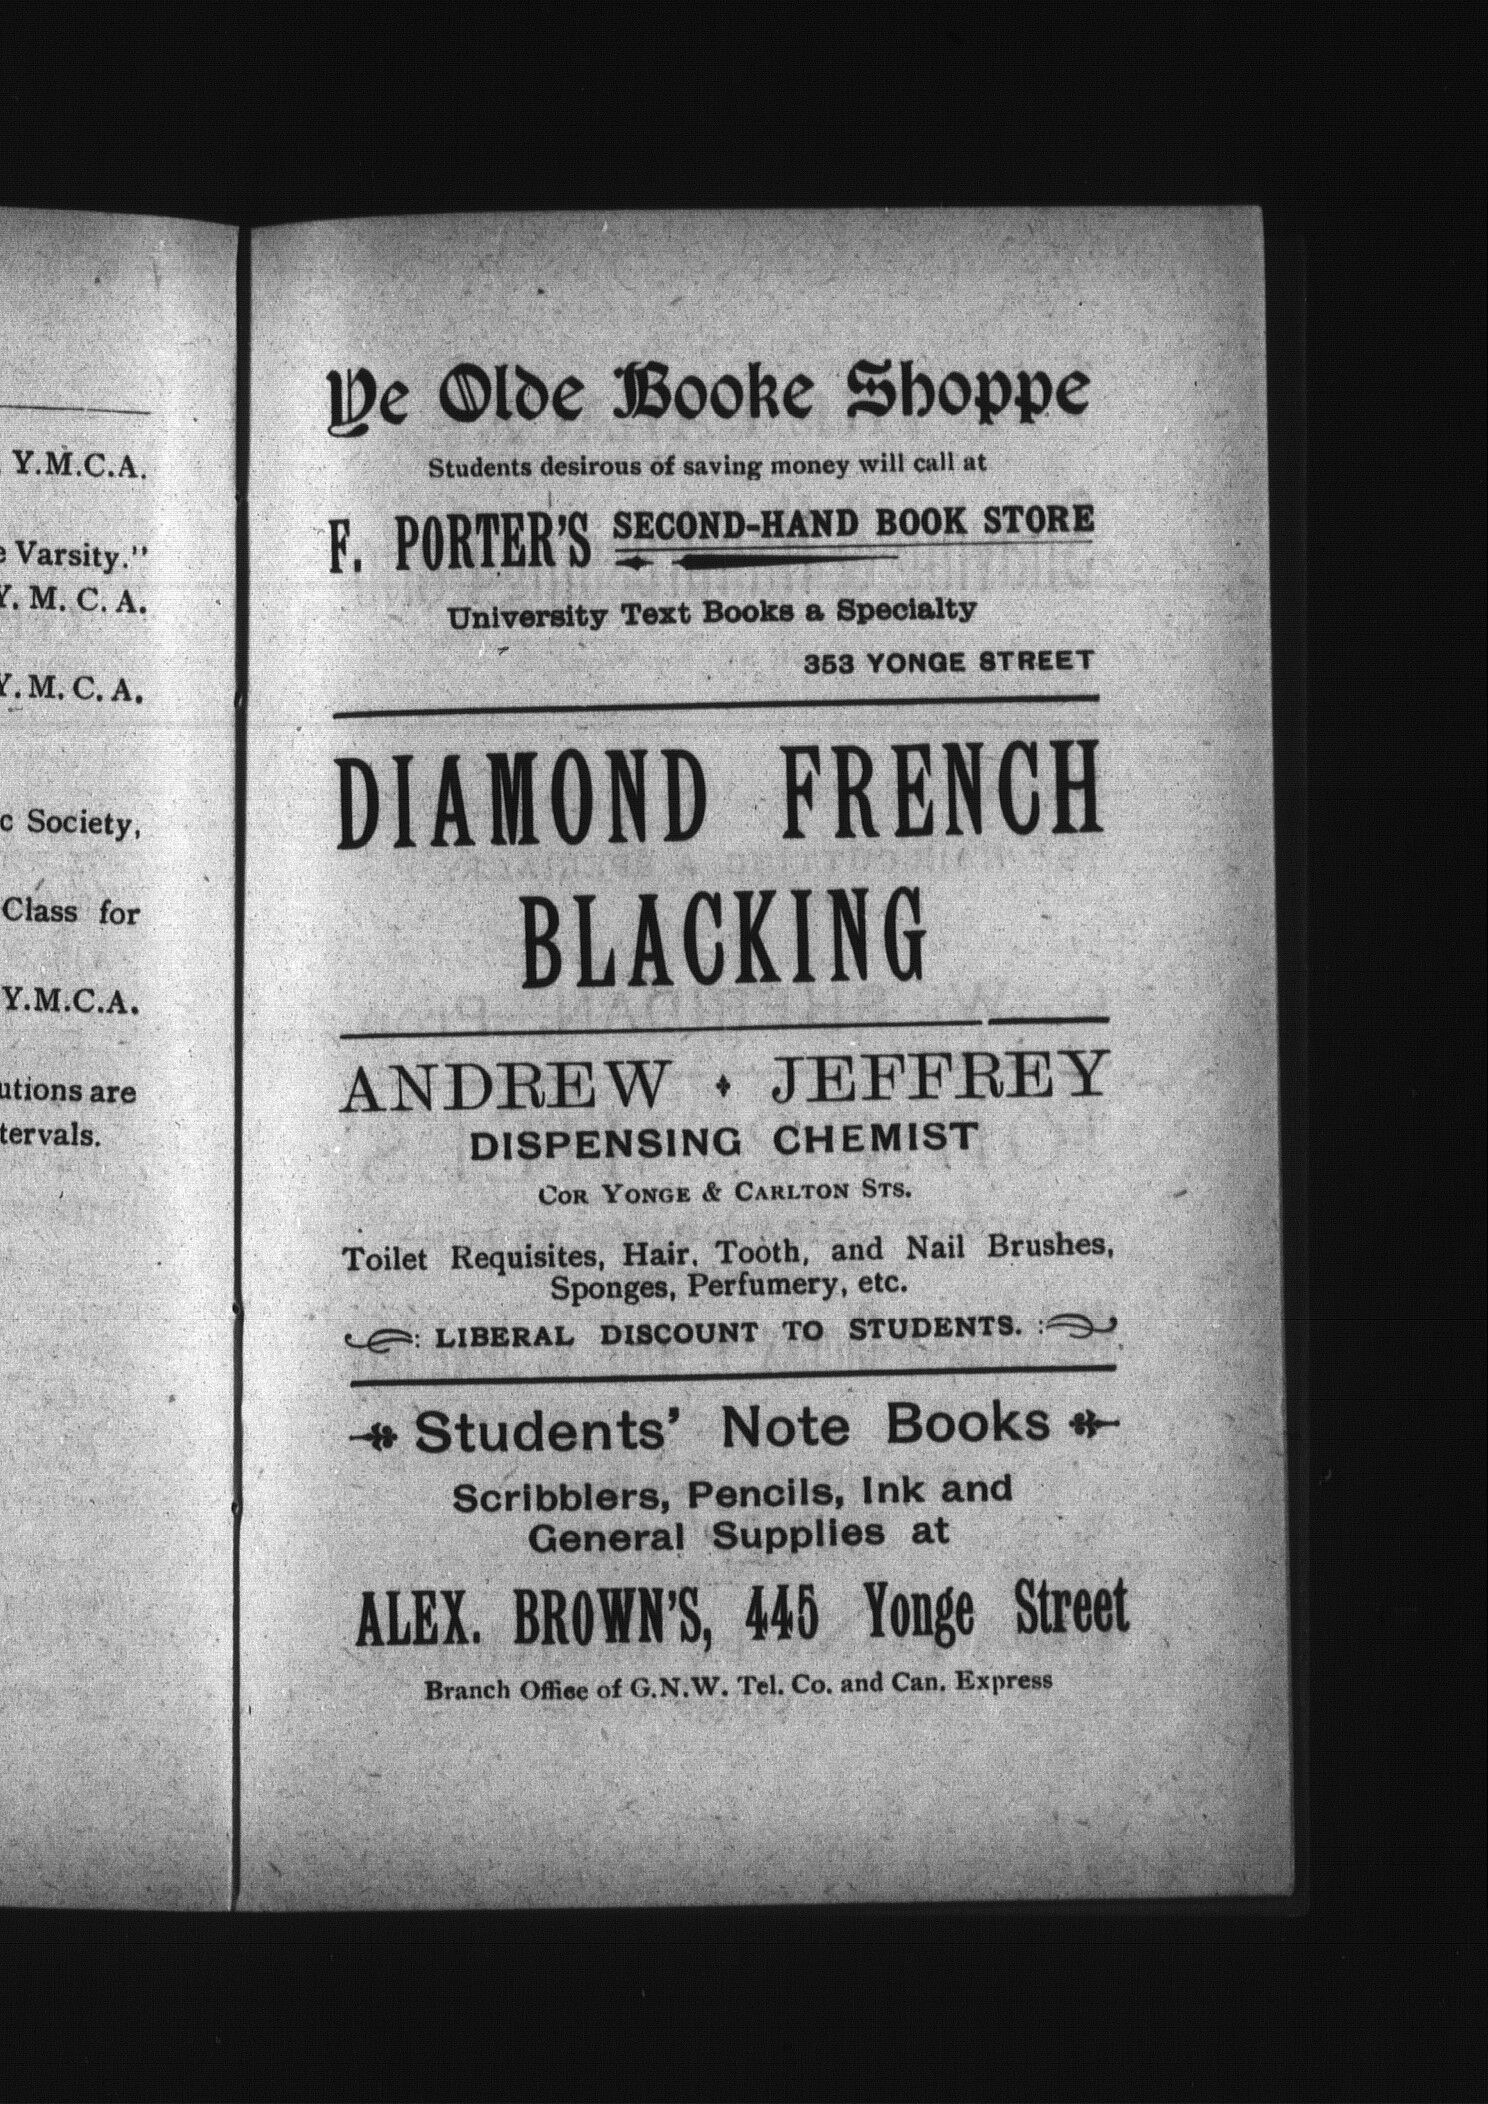 Y.M.C.A.
Varsity."
Y. M. C. A.
Y. M. C. A.
Society,
Class for
Y.M.C.A.
are
Ye Olde Booke Shoppe
Students desirous of saving money will call at
F. PORTER'S SECOND-HAND BOOK STORE
University Text Books a Specialty
353 YONGE STREET
DIAMOND FRENCH
BLACKING
ANDREW JEFFREY
DISPENSING CHEMIST
COR YONGE & CARLTON STS.
Toilet Requisites, Hair, Tooth, and Nail Brushes,
Sponges, Perfumery, etc.
LIBERAL DISCOUNT TO STUDENTS.
Students' Note Books
Scribblers, Pencils, Ink and
General Supplies at
ALEX. BROWN'S, 445 Yonge Street
Branch Office of G.N.W. Tel. Co. and Can. Express